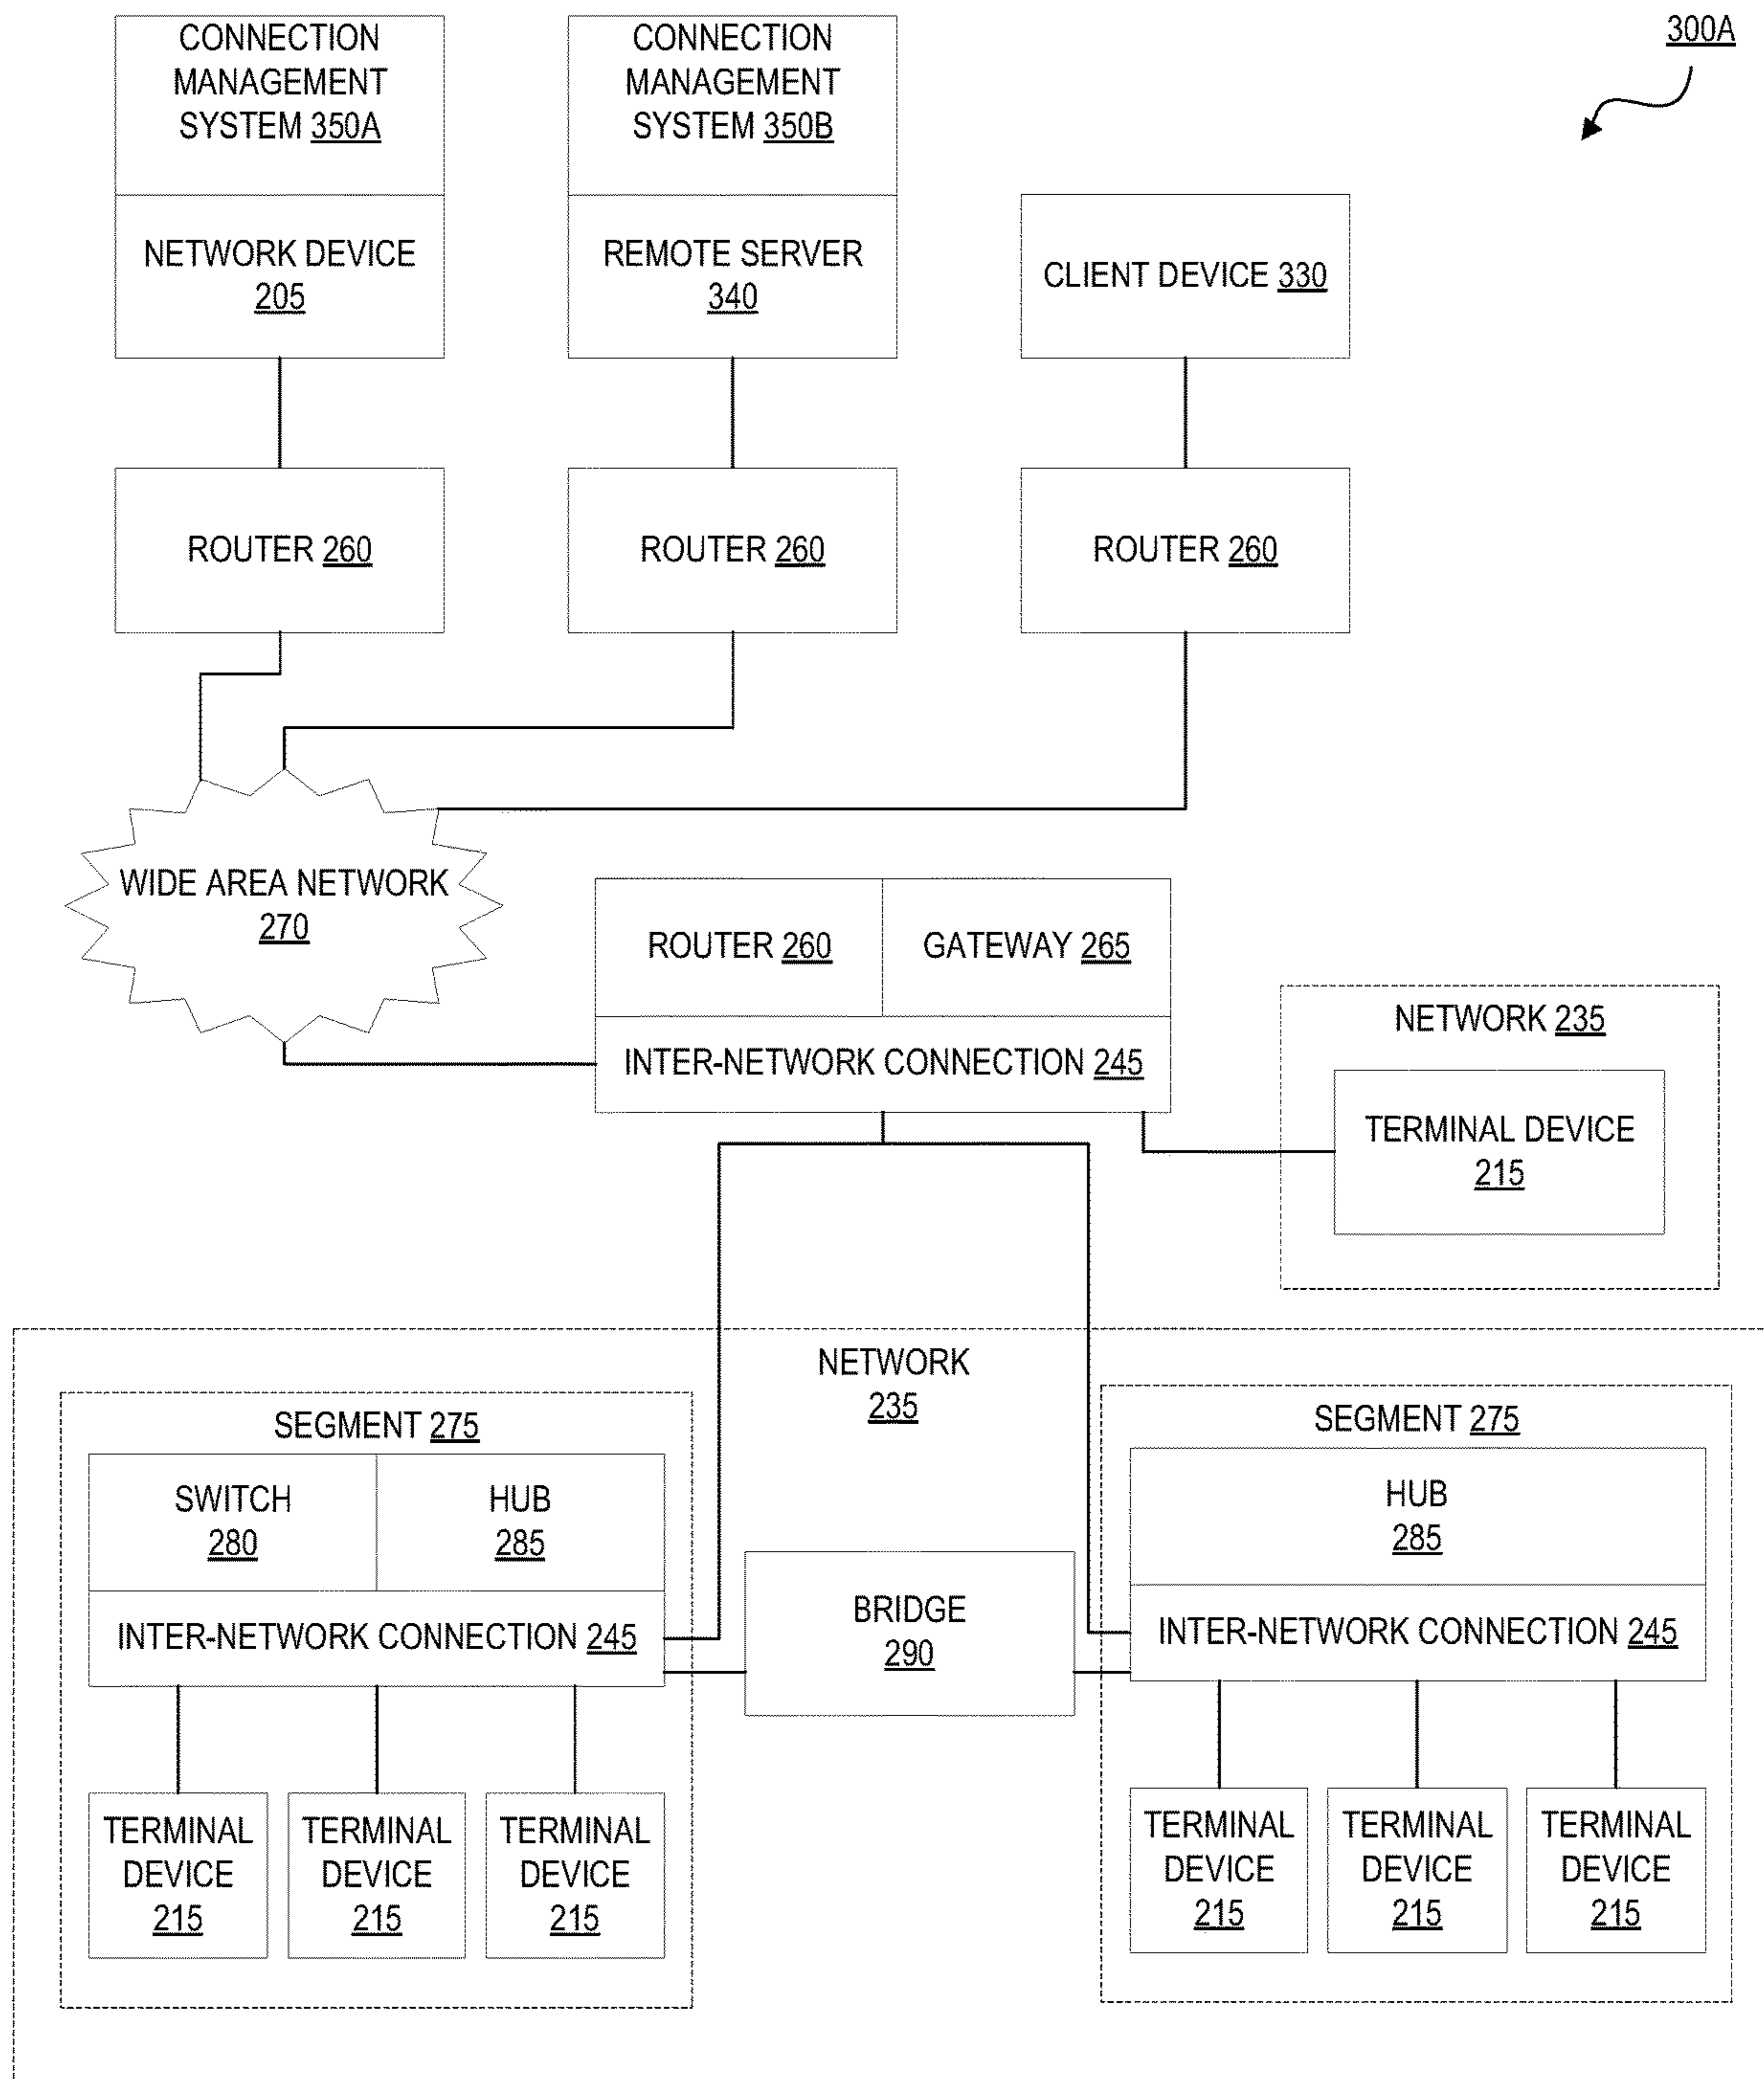 300A
CONNECTION
MANAGEMENT
SYSTEM 350A
NETWORK DEVICE
205
CONNECTION
MANAGEMENT
SYSTEM 350B
REMOTE SERVER
340
CLIENT DEVICE 330
ROUTER 260
ROUTER 260
ROUTER 260
WIDE AREA NETWORK
270
ROUTER 260
GATEWAY 265
INTER-NETWORK CONNECTION 245
NETWORK 235
TERMINAL DEVICE
215
NETWORK
235
SEGMENT 275
SWITCH
280
HUB
285
INTER-NETWORK CONNECTION 245
TERMINAL
DEVICE
215
TERMINAL
DEVICE
215
TERMINAL
DEVICE
215
BRIDGE
290
SEGMENT 275
HUB
285
INTER-NETWORK CONNECTION 245
TERMINAL
DEVICE
215
TERMINAL
DEVICE
215
TERMINAL
DEVICE
215